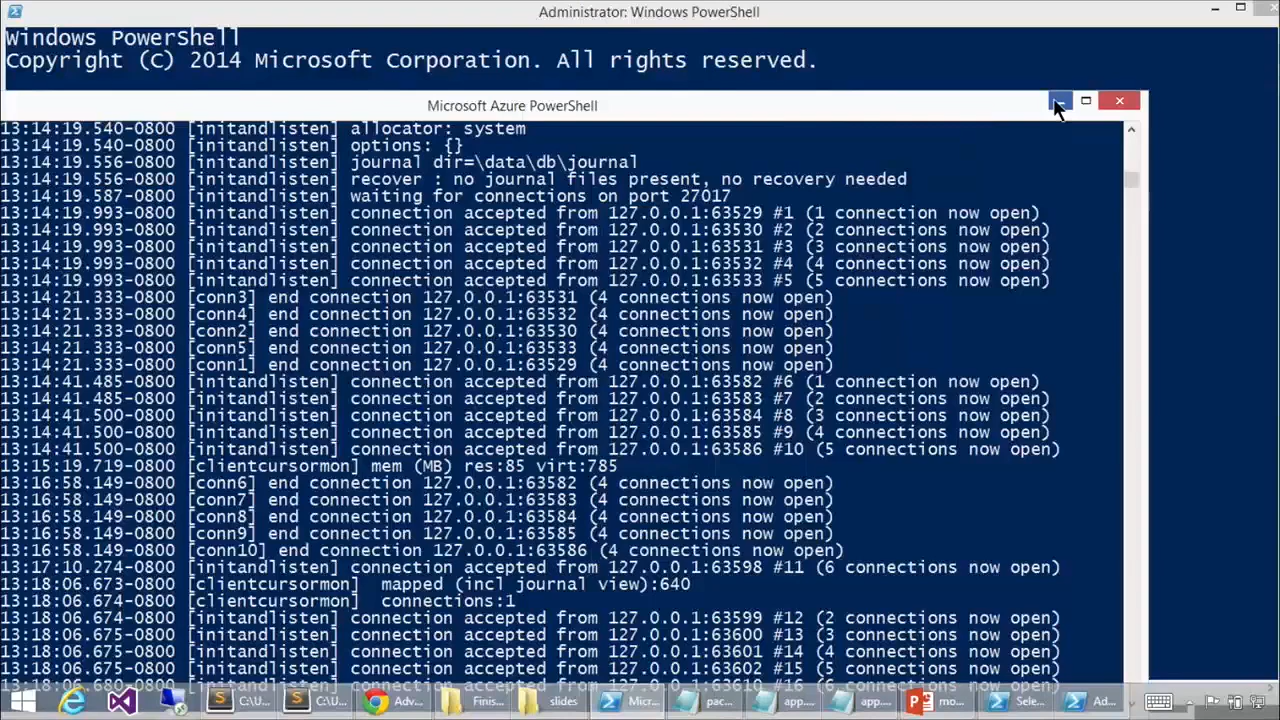 Administrator: Windows PowerShell
Windows PowerShell
Copyright (C) 2014 Microsoft Corporation. All rights reserved.
Microsoft Azure PowerShell
13:14:19.540-0800 [initandlisten] allocator: system
13:14:19.540-0800 [initandlisten] options: {}
13:14:19.556-0800 [initandlisten] journal dir=\data\db\journal
13:14:19.556-0800 [initandlisten] recover : no journal files present, no recovery needed
13:14:19.587-0800 [initandlisten] waiting for connections on port 27017
13:14:19.993-0800 [initandlisten] connection accepted from 127.0.0.1:63529 #1 (1 connection now open)
13:14:19.993-0800 [initandlisten] connection accepted from 127.0.0.1:63530 #2 (2 connections now open)
13:14:19.993-0800 [initandlisten] connection accepted from 127.0.0.1:63531 #3 (3 connections now open)
13:14:19.993-0800 [initandlisten] connection accepted from 127.0.0.1:63532 #4 (4 connections now open)
13:14:19.993-0800 [initandlisten] connection accepted from 127.0.0.1:63533 #5 (5 connections now open)
13:14:21.333-0800 [conn3] end connection 127.0.0.1:63531 (4 connections now open)
13:14:21.333-0800 [conn4] end connection 127.0.0.1:63532 (4 connections now open)
13:14:21.333-0800 [conn2] end connection 127.0.0.1:63530 (4 connections now open)
13:14:21.333-0800 [conn5] end connection 127.0.0.1:63533 (4 connections now open)
13:14:21.333-0800 [conn1] end connection 127.0.0.1:63529 (4 connections now open)
13:14:41.485-0800 [initandlisten] connection accepted from 127.0.0.1:63582 #6 (1 connection now open)
13:14:41.485-0800 [initandlisten] connection accepted from 127.0.0.1:63583 #7 (2 connections now open)
13:14:41.500-0800 [initandlisten] connection accepted from 127.0.0.1:63584 #8 (3 connections now open)
13:14:41.500-0800 [initandlisten] connection accepted from 127.0.0.1:63585 #9 (4 connections now open)
13:14:41.500-0800 [initandlisten] connection accepted from 127.0.0.1:63586 #10 (5 connections now open)
13:15:19.719-0800 [clientcursormon] mem (MB) res:85 virt:785
13:16:58.149-0800 [conn6] end connection 127.0.0.1:63582 (4 connections now open)
13:16:58.149-0800 [conn7] end connection 127.0.0.1:63583 (4 connections now open)
13:16:58.149-0800 [conn8] end connection 127.0.0.1:63584 (4 connections now open)
13:16:58.149-0800 [conn9] end connection 127.0.0.1:63585 (4 connections now open)
13:16:58.149-0800 [conn10] end connection 127.0.0.1:63586 (4 connections now open)
13:17:10.274-0800 [initandlisten] connection accepted from 127.0.0.1:63598 #11 (6 connections now open)
13:18:06.673-0800 [clientcursormon]  mapped (incl journal view):640
13:18:06.674-0800 [clientcursormon]  connections:1
13:18:06.674-0800 [initandlisten] connection accepted from 127.0.0.1:63599 #12 (2 connections now open)
13:18:06.675-0800 [initandlisten] connection accepted from 127.0.0.1:63600 #13 (3 connections now open)
13:18:06.675-0800 [initandlisten] connection accepted from 127.0.0.1:63601 #14 (4 connections now open)
13:18:06.675-0800 [initandlisten] connection accepted from 127.0.0.1:63602 #15 (5 connections now open)
13:18:06.680-0800 [initandlisten] connection accepted from #16 (6 connections now open)
C:\U... C:\U... Adv... Finis... slides Micr... pac... app.... app.... mo... Sele... Ad...